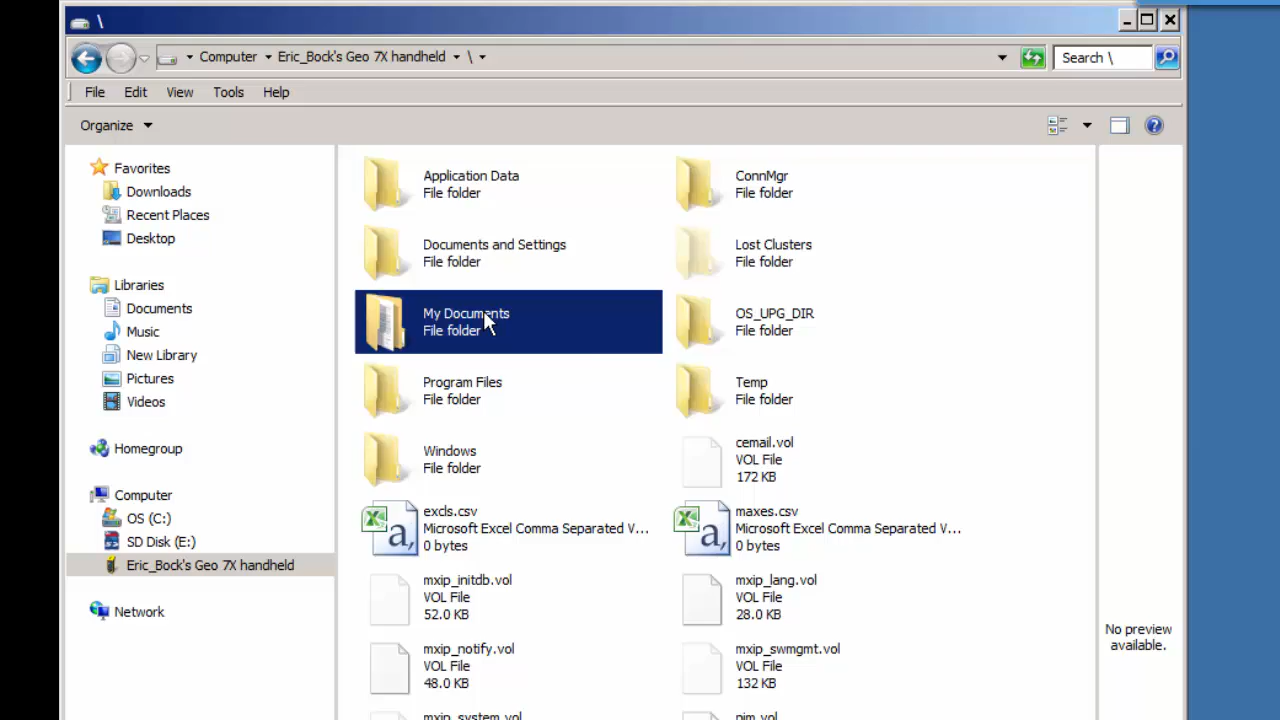 \
Computer
Eric_Bock's Geo 7X handheld
\
Search \
File Edit View Tools Help
Organize
Favorites
Downloads
Recent Places
Desktop
Libraries
Documents
Music
New Library
Pictures
Videos
Homegroup
Computer
OS (C:)
SD Disk (E:)
Eric_Bock's Geo 7X handheld
Network
Application Data
File folder
ConnMgr
File folder
Documents and Settings
File folder
Lost Clusters
File folder
My Documents
File folder
OS_UPG_DIR
File folder
Program Files
File folder
Temp
File folder
Windows
File folder
cemail.vol
VOL File
172 KB
excls.csv
Microsoft Excel Comma Separated V...
0 bytes
maxes.csv
Microsoft Excel Comma Separated V...
0 bytes
mxip_initdb.vol
VOL File
52.0 KB
mxip_lang.vol
VOL File
28.0 KB
mxip_notify.vol
VOL File
48.0 KB
mxip_swmgmt.vol
VOL File
132 KB
mxip_system.vol
pim.vol
No preview
available.